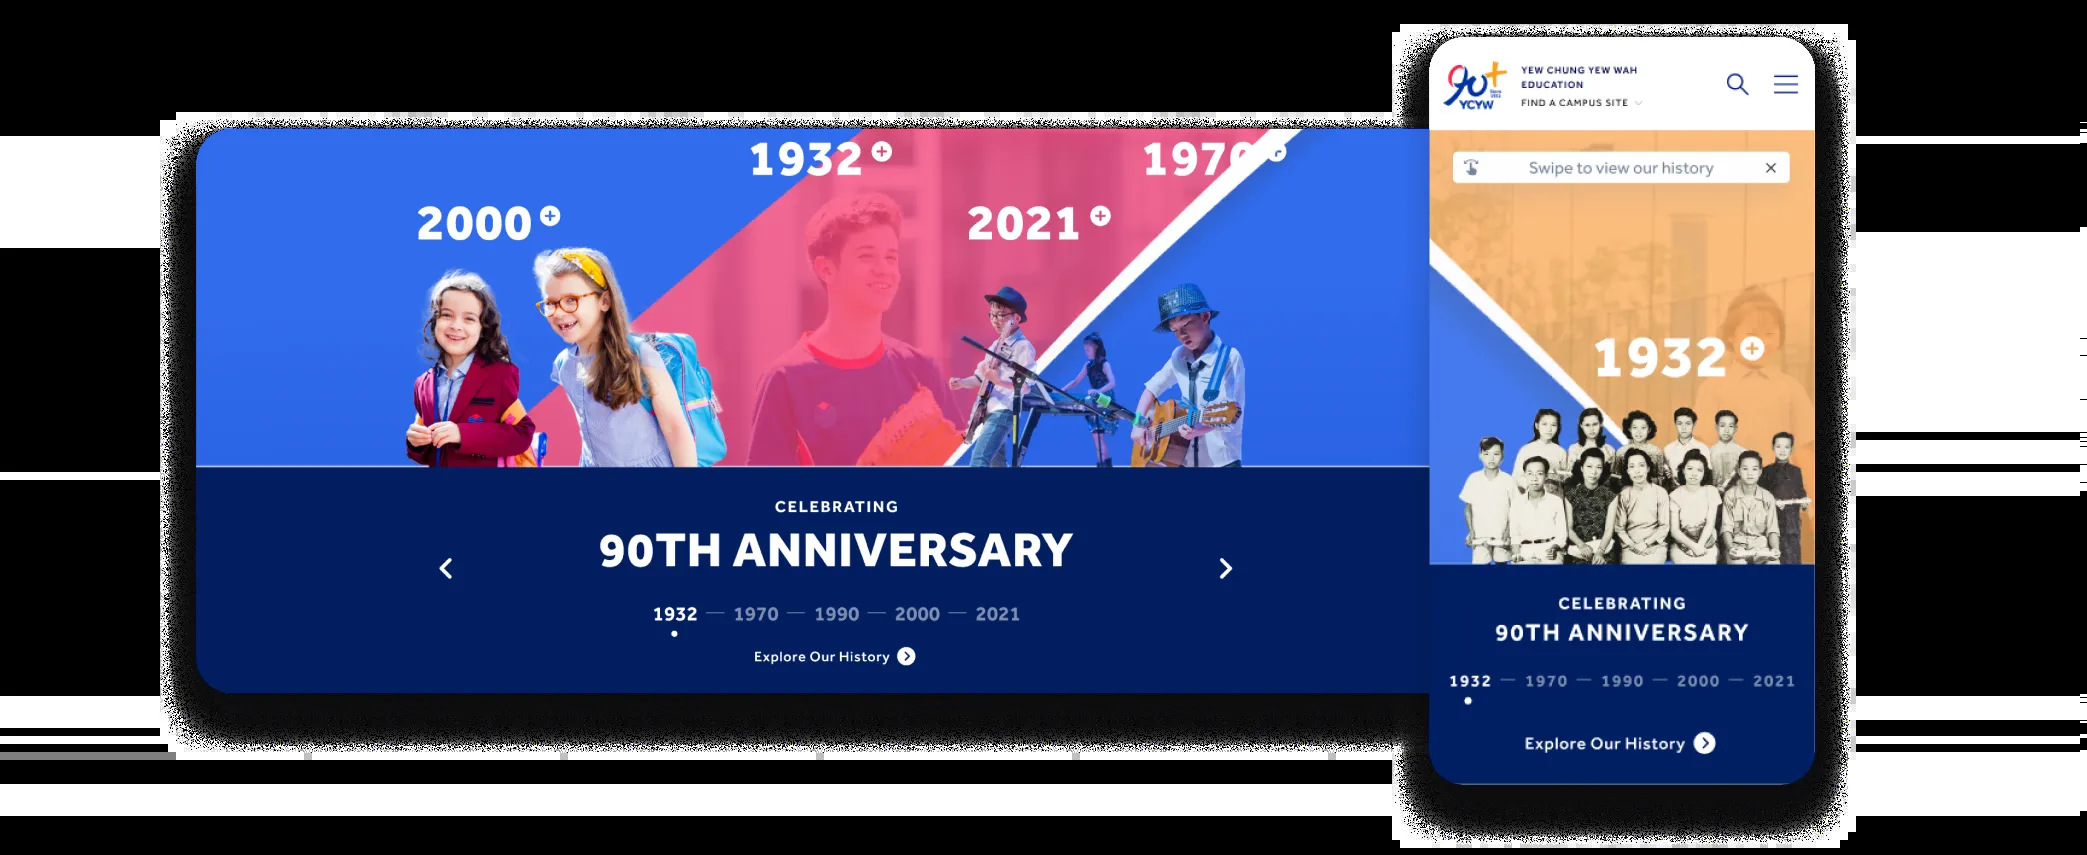 1932
1970
2000
2021
CELEBRATING
90TH ANNIVERSARY
1932 — 1970 — 1990 — 2000 — 2021
Explore Our History
90+
Since 1932
YCYW
YEW CHUNG YEW WAH
EDUCATION
FIND A CAMPUS SITE
Swipe to view our history
1932
CELEBRATING
90TH ANNIVERSARY
1932 — 1970 — 1990 — 2000 — 2021
Explore Our History